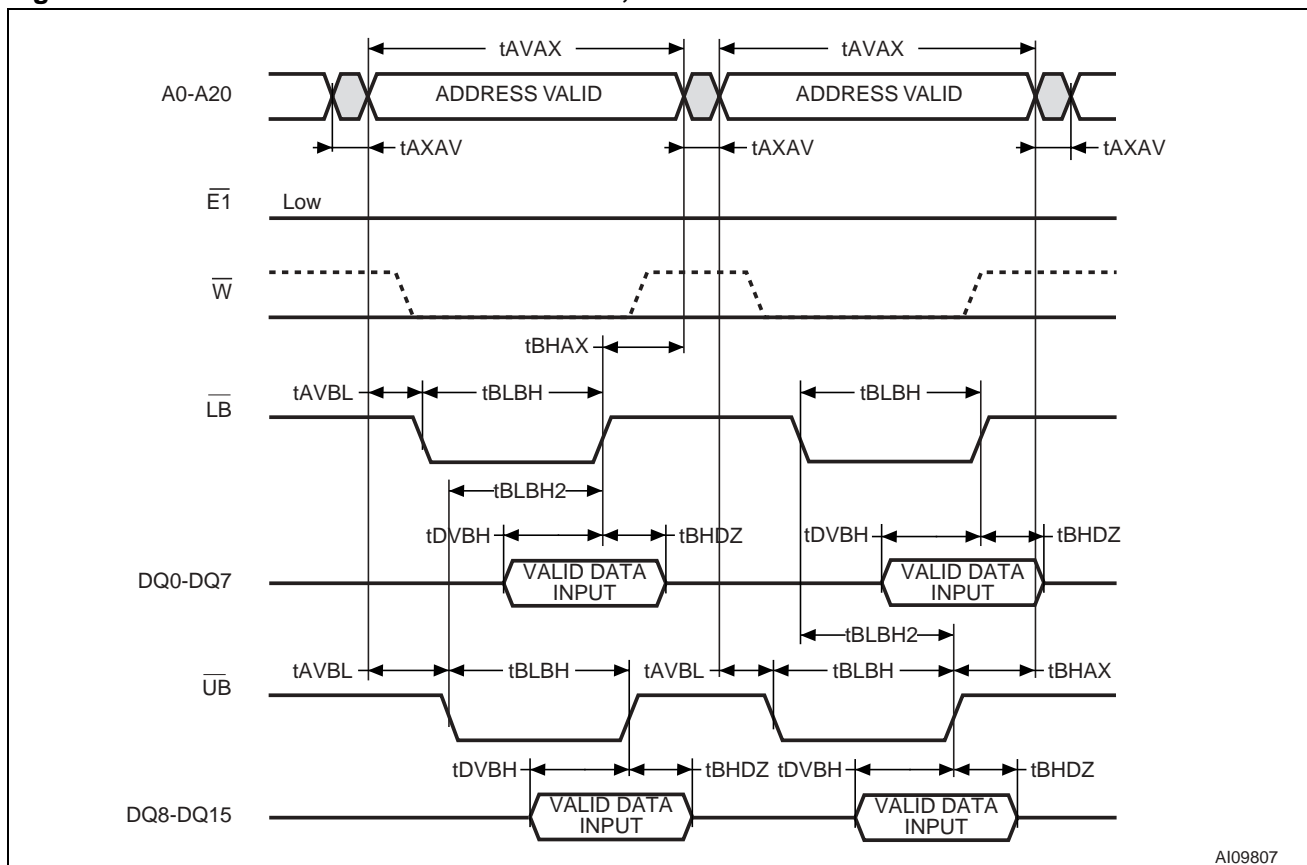 tAVAX tAVAX
A0-A20 ADDRESS VALID ADDRESS VALID
tAXAV tAXAV tAXAV
E1 Low
W
tBHAX
tAVBL tBLBH tBLBH
LB
tBLBH2
tDVBH tBHDZ tDVBH tBHDZ
DQ0-DQ7 VALID DATA INPUT VALID DATA INPUT
tBLBH2
tAVBL tBLBH tAVBL tBLBH tBHAX
UB
tDVBH tBHDZ tDVBH tBHDZ
DQ8-DQ15 VALID DATA INPUT VALID DATA INPUT
AI09807